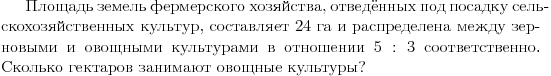 Площадь земель фермерского хозяйства, отведённых под посадку сель-
скохозяйственных культур, составляет 24 га и распределена между зер-
новыми и овощными культурами в отношении 5 : 3 соответственно.
Сколько гектаров занимают овощные культуры?